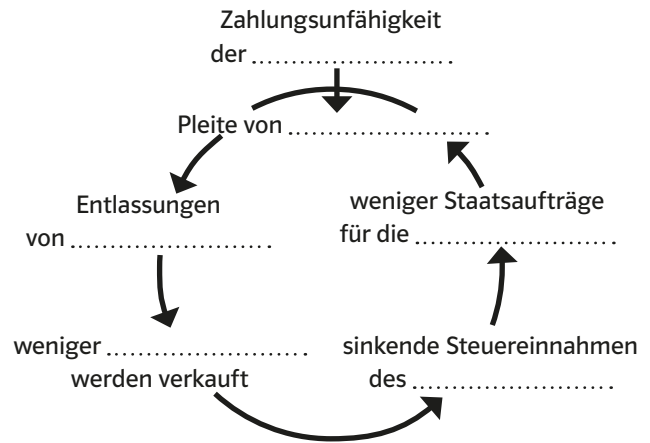 Zahlungsunfähigkeit
der ..............................
Pleite von ..............................
Entlassungen
von ..............................
weniger ..............................
werden verkauft
sinkende Steuereinnahmen
des ..............................
weniger Staatsaufträge
für die ..............................